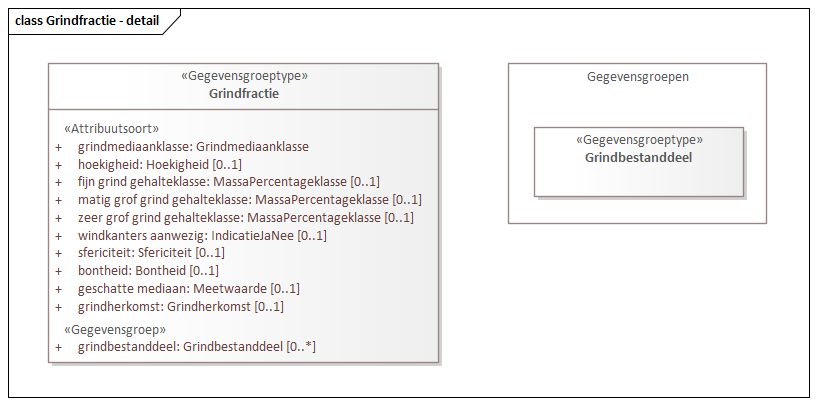 class Grindfractie - detail
«Gegevensgroeptype»
Grindfractie
«Attribuutsoort»
+ grindmediaanklasse: Grindmediaanklasse
+ hoekigheid: Hoekigheid [0..1]
+ fijn grind gehalteklasse: MassaPercentageklasse [0..1]
+ matig grof grind gehalteklasse: MassaPercentageklasse [0..1]
+ zeer grof grind gehalteklasse: MassaPercentageklasse [0..1]
+ windkanters aanwezig: IndicatieJaNee [0..1]
+ sfericiteit: Sfericiteit [0..1]
+ bontheid: Bontheid [0..1]
+ geschatte mediaan: Meetwaarde [0..1]
+ grindherkomst: Grindherkomst [0..1]
«Gegevensgroep»
+ grindbestanddeel: Grindbestanddeel [0..*]
Gegevensgroepen
«Gegevensgroeptype»
Grindbestanddeel